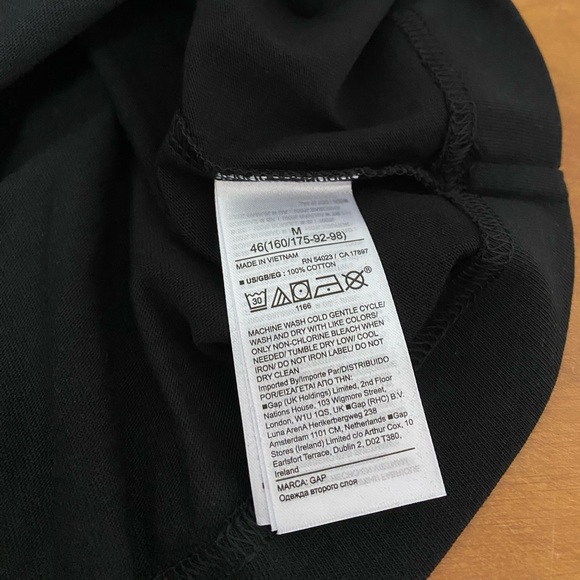 M
46(160/175-92-98)
MADE IN VIETNAM RN 54023 / CA 17897
■US/GB/EG : 100% COTTON
30
1166
MACHINE WASH COLD GENTLE CYCLE/
WASH AND DRY WITH LIKE COLORS/
ONLY NON-CHLORINE BLEACH WHEN
NEEDED/ TUMBLE DRY LOW/ COOL
IRON/ DO NOT IRON LABEL/ DO NOT
DRY CLEAN
Imported By/Importe Par/DISTRIBUIDO
POR/ΕΙΣΑΓΕΤΑΙ ΑΠΟ ΤΗΝ:
■Gap (UK Holdings) Limited, 2nd Floor
Nations House, 103 Wigmore Street,
London, W1U 1QS, UK ■Gap (RHC) B.V.
Luna ArenA Herikerbergweg 238
Amsterdam 1101 CM, Netherlands ■Gap
Stores (Ireland) Limited c/o Arthur Cox, 10
Earlsfort Terrace, Dublin 2, D02 T380,
Ireland
MARCA: GAP
Одежда второго слоя